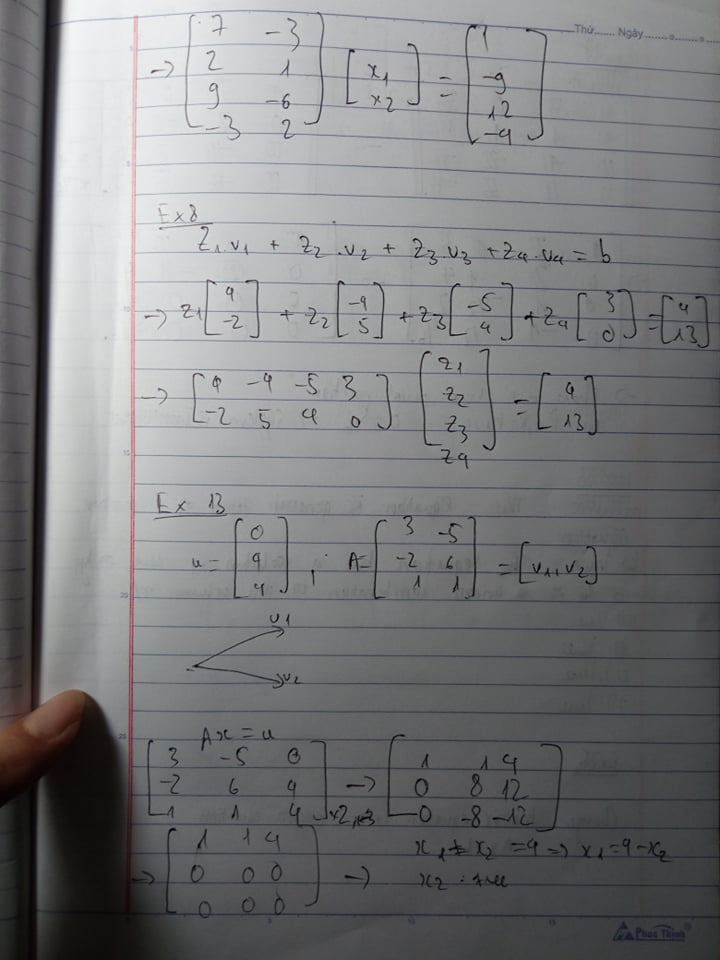 Thứ...... Ngày.......
→ [7 -3; 2 1; 9 -6; -3 2] [x1; x2] = [1; -9; 12; -4]
Ex 8
z1.v1 + z2.v2 + z3.v3 + z4.v4 = b
→ z1 [4; -2] + z2 [-4; 5] + z3 [-5; 4] + z4 [3; 0] = [4; 13]
→ [4 -4 -5 3; -2 5 4 0] [z1; z2; z3; z4] = [4; 13]
Ex 13
u = [0; 4; 4] ; A = [3 -5; -2 6; 1 1] = [v1, v2]
v1
v2
Ax = u
[3 -5 0; -2 6 4; 1 1 4] x2, x3 → [1 1 4; 0 8 12; 0 -8 -12]
→ [1 1 4; 0 0 0; 0 0 0] → x1 + x2 = 4 => x1 = 4 - x2
x2 : free
Phúc Thịnh